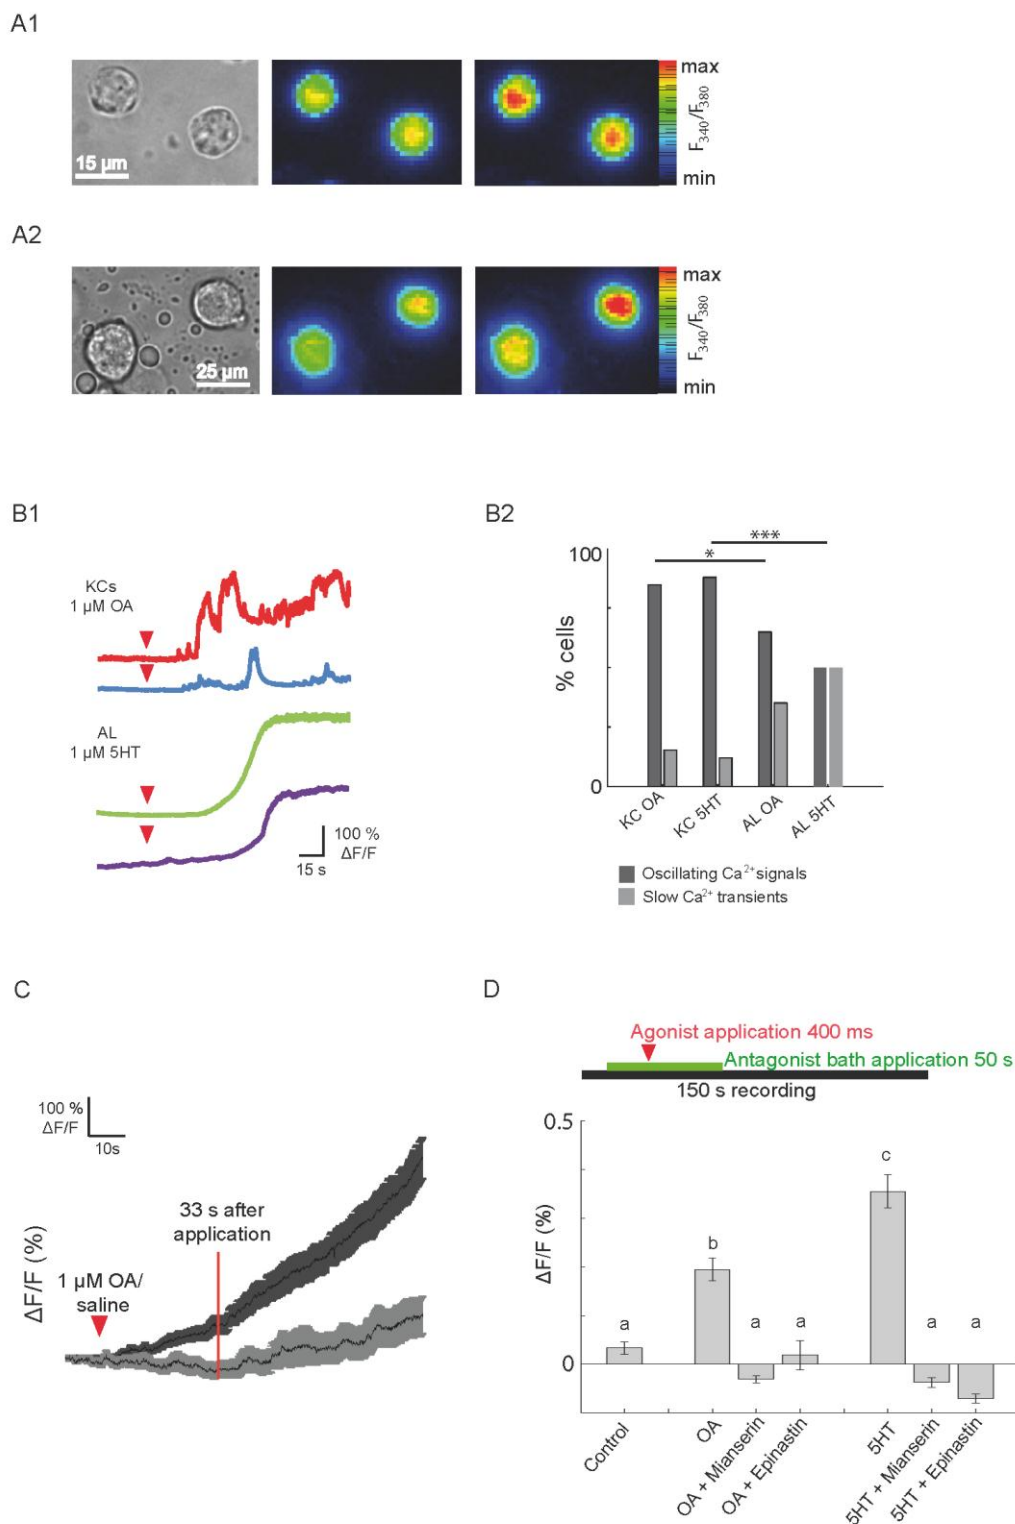 A1
15 µm
max
F340/F380
min
A2
25 µm
max
F340/F380
min
B1
KCs
1 µM OA
AL
1 µM 5HT
100 %
ΔF/F
15 s
B2
100
***
*
% cells
0
KC OA
KC 5HT
AL OA
AL 5HT
Oscillating Ca2+ signals
Slow Ca2+ transients
C
100 %
ΔF/F
10s
33 s after
application
1 µM OA/
saline
ΔF/F (%)
D
Agonist application 400 ms
Antagonist bath application 50 s
150 s recording
0.5
ΔF/F (%)
0
a
b
a
a
c
a
a
Control
OA
OA + Mianserin
OA + Epinastin
5HT
5HT + Mianserin
5HT + Epinastin